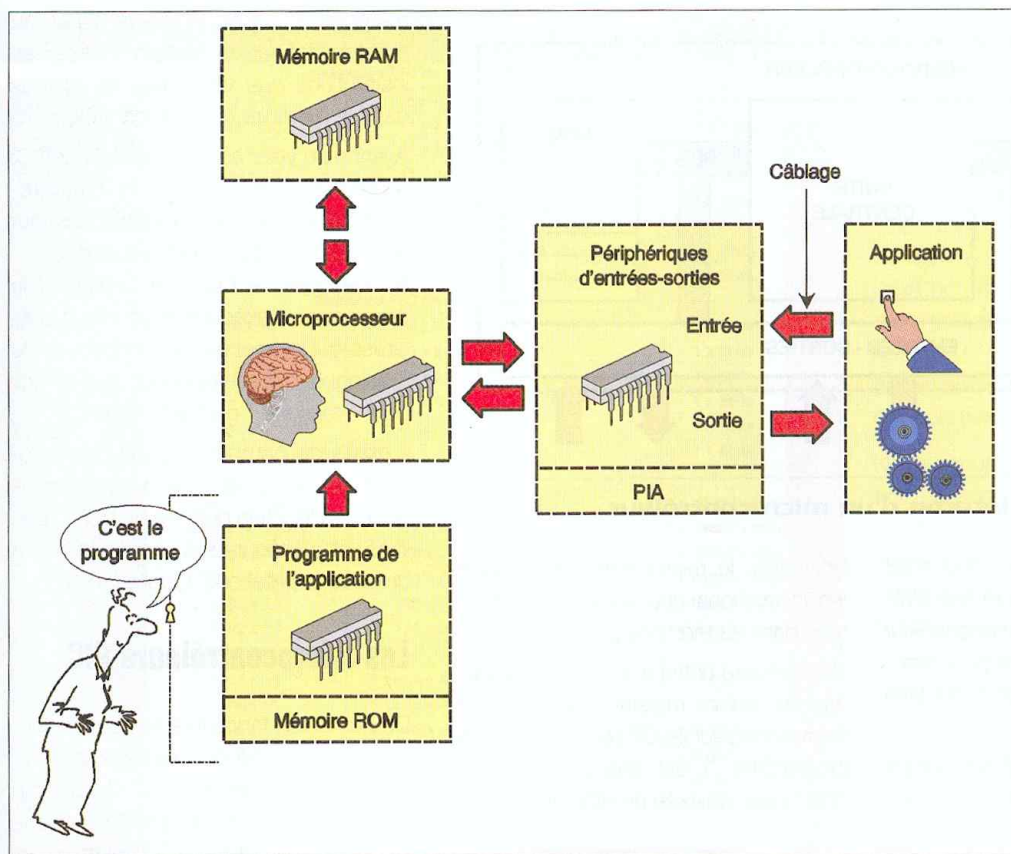 Mémoire RAM
Câblage
Périphériques
d'entrées-sorties
Application
Microprocesseur
Entrée
Sortie
PIA
C'est le
programme
Programme de
l'application
Mémoire ROM